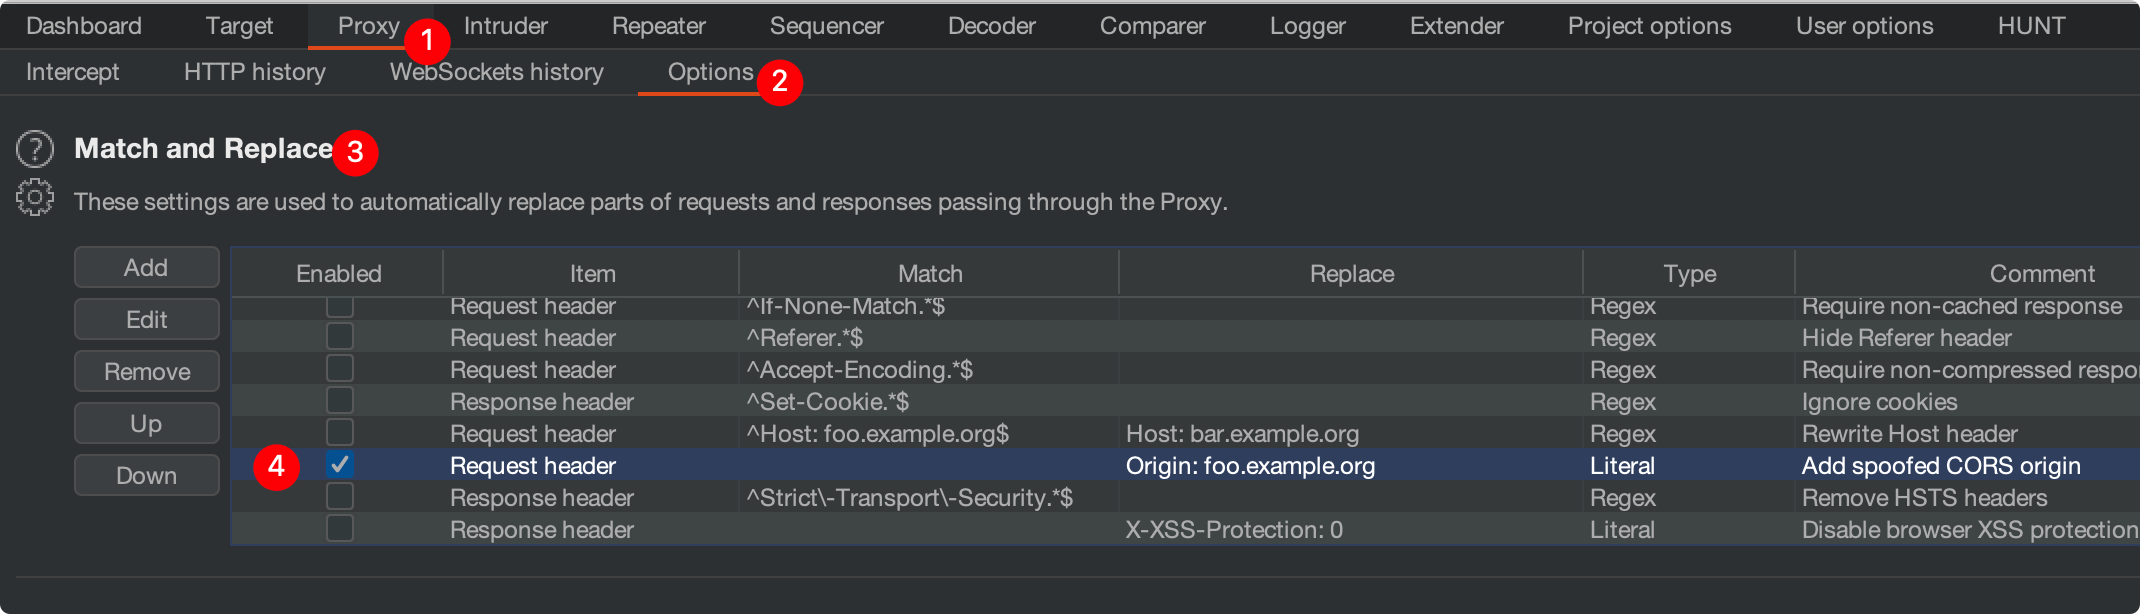 Dashboard Target Proxy 1 Intruder Repeater Sequencer Decoder Comparer Logger Extender Project options User options HUNT
Intercept HTTP history WebSockets history Options 2
? Match and Replace 3
These settings are used to automatically replace parts of requests and responses passing through the Proxy.
Add
Edit
Remove
Up
Down
Enabled Item Match Replace Type Comment
Request header ^If-None-Match.*$ Regex Require non-cached response
Request header ^Referer.*$ Regex Hide Referer header
Request header ^Accept-Encoding.*$ Regex Require non-compressed respo
Response header ^Set-Cookie.*$ Regex Ignore cookies
Request header ^Host: foo.example.org$ Host: bar.example.org Regex Rewrite Host header
4 Request header Origin: foo.example.org Literal Add spoofed CORS origin
Response header ^Strict\-Transport\-Security.*$ Regex Remove HSTS headers
Response header X-XSS-Protection: 0 Literal Disable browser XSS protection